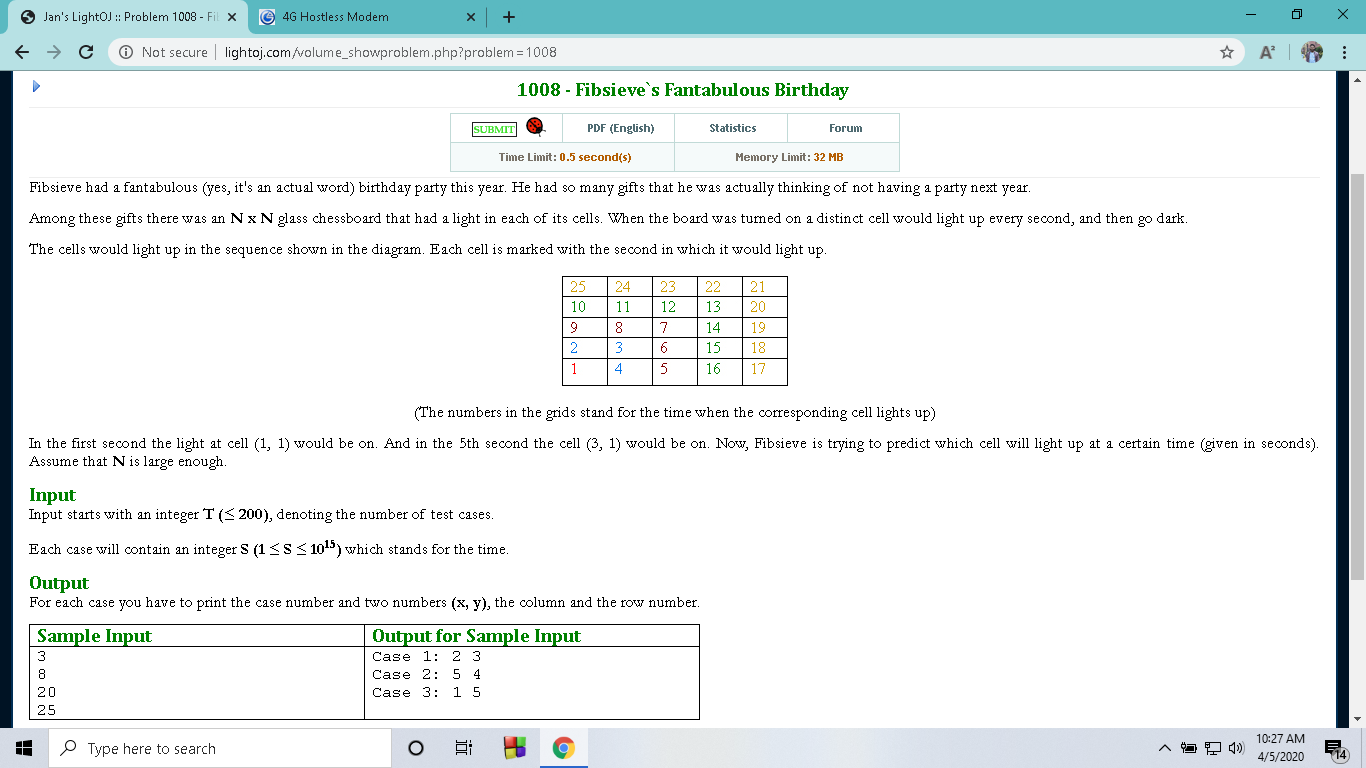 Jan's LightOJ :: Problem 1008 - Fi
4G Hostless Modem
Not secure | lightoj.com/volume_showproblem.php?problem=1008
1008 - Fibsieve`s Fantabulous Birthday
SUBMIT PDF (English) Statistics Forum
Time Limit: 0.5 second(s) Memory Limit: 32 MB
Fibsieve had a fantabulous (yes, it's an actual word) birthday party this year. He had so many gifts that he was actually thinking of not having a party next year.
Among these gifts there was an N x N glass chessboard that had a light in each of its cells. When the board was turned on a distinct cell would light up every second, and then go dark.
The cells would light up in the sequence shown in the diagram. Each cell is marked with the second in which it would light up.
25 24 23 22 21
10 11 12 13 20
9 8 7 14 19
2 3 6 15 18
1 4 5 16 17
(The numbers in the grids stand for the time when the corresponding cell lights up)
In the first second the light at cell (1, 1) would be on. And in the 5th second the cell (3, 1) would be on. Now, Fibsieve is trying to predict which cell will light up at a certain time (given in seconds).
Assume that N is large enough.
Input
Input starts with an integer T (≤ 200), denoting the number of test cases.
Each case will contain an integer S (1 ≤ S ≤ 10¹⁵) which stands for the time.
Output
For each case you have to print the case number and two numbers (x, y), the column and the row number.
Sample Input Output for Sample Input
3 Case 1: 2 3
8 Case 2: 5 4
20 Case 3: 1 5
25
Type here to search
10:27 AM
4/5/2020
14